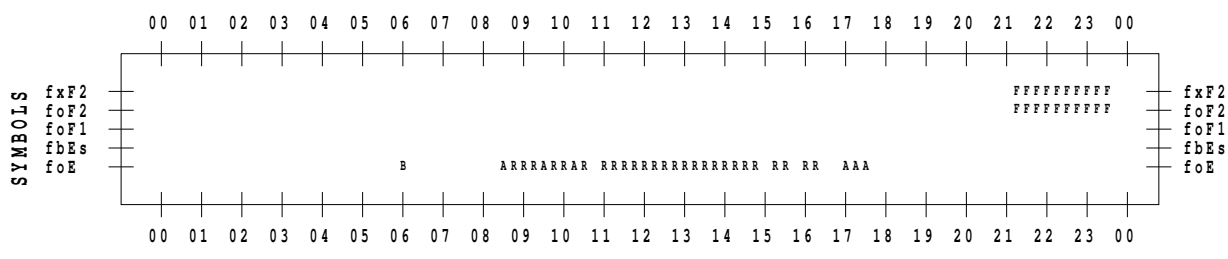 00 01 02 03 04 05 06 07 08 09 10 11 12 13 14 15 16 17 18 19 20 21 22 23 00
SYMBOLS
fxF2 FFFFFFFFFF fxF2
foF2 FFFFFFFFFF foF2
foF1 foF1
fbEs fbEs
foE B ARRRARRAR RRRRRRRRRRRRRRRR RR RR AAA foE
00 01 02 03 04 05 06 07 08 09 10 11 12 13 14 15 16 17 18 19 20 21 22 23 00